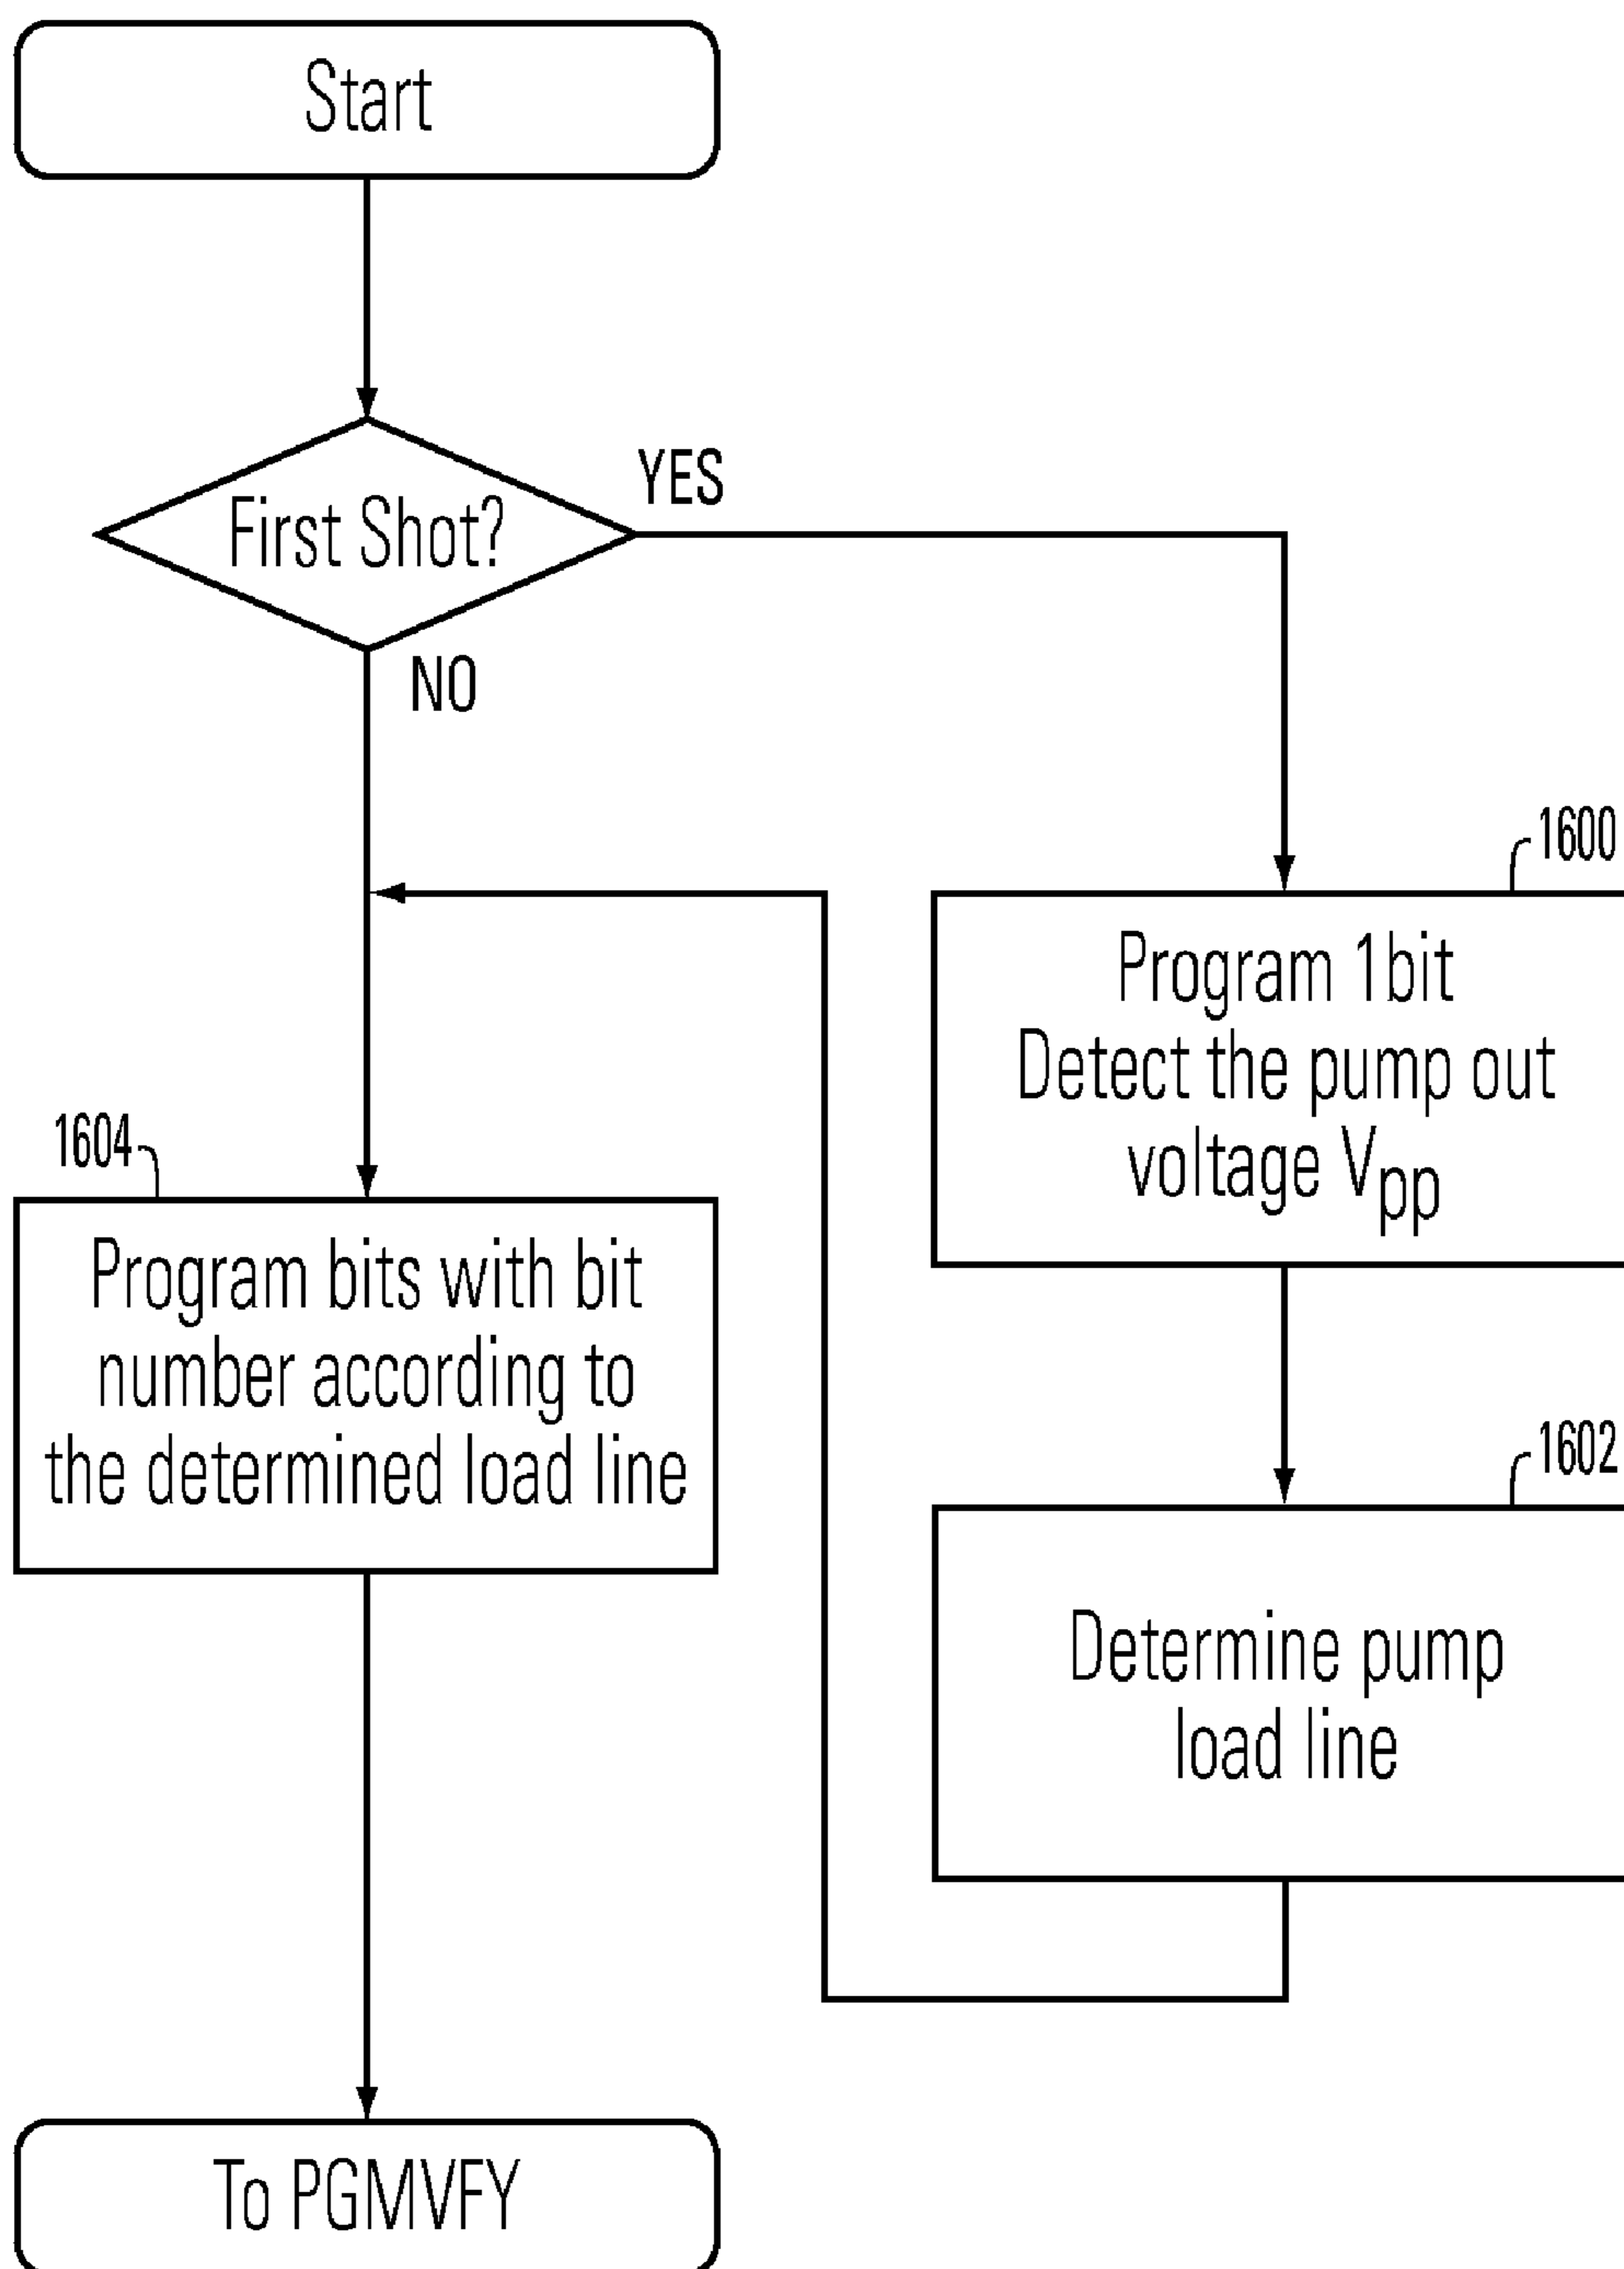 Start
First Shot?
YES
NO
1600
Program 1bit
Detect the pump out
voltage Vpp
1604
Program bits with bit
number according to
the determined load line
1602
Determine pump
load line
To PGMVFY